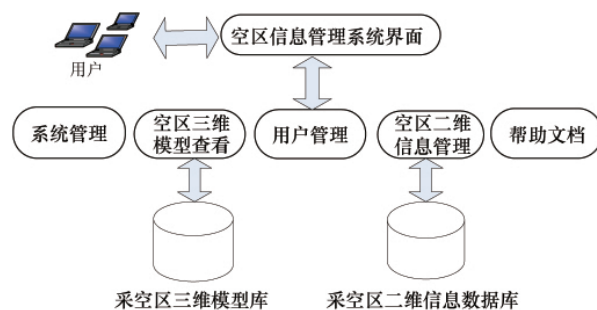 空区信息管理系统界面
用户
系统管理
空区三维
模型查看
用户管理
空区二维
信息管理
帮助文档
采空区三维模型库
采空区二维信息数据库